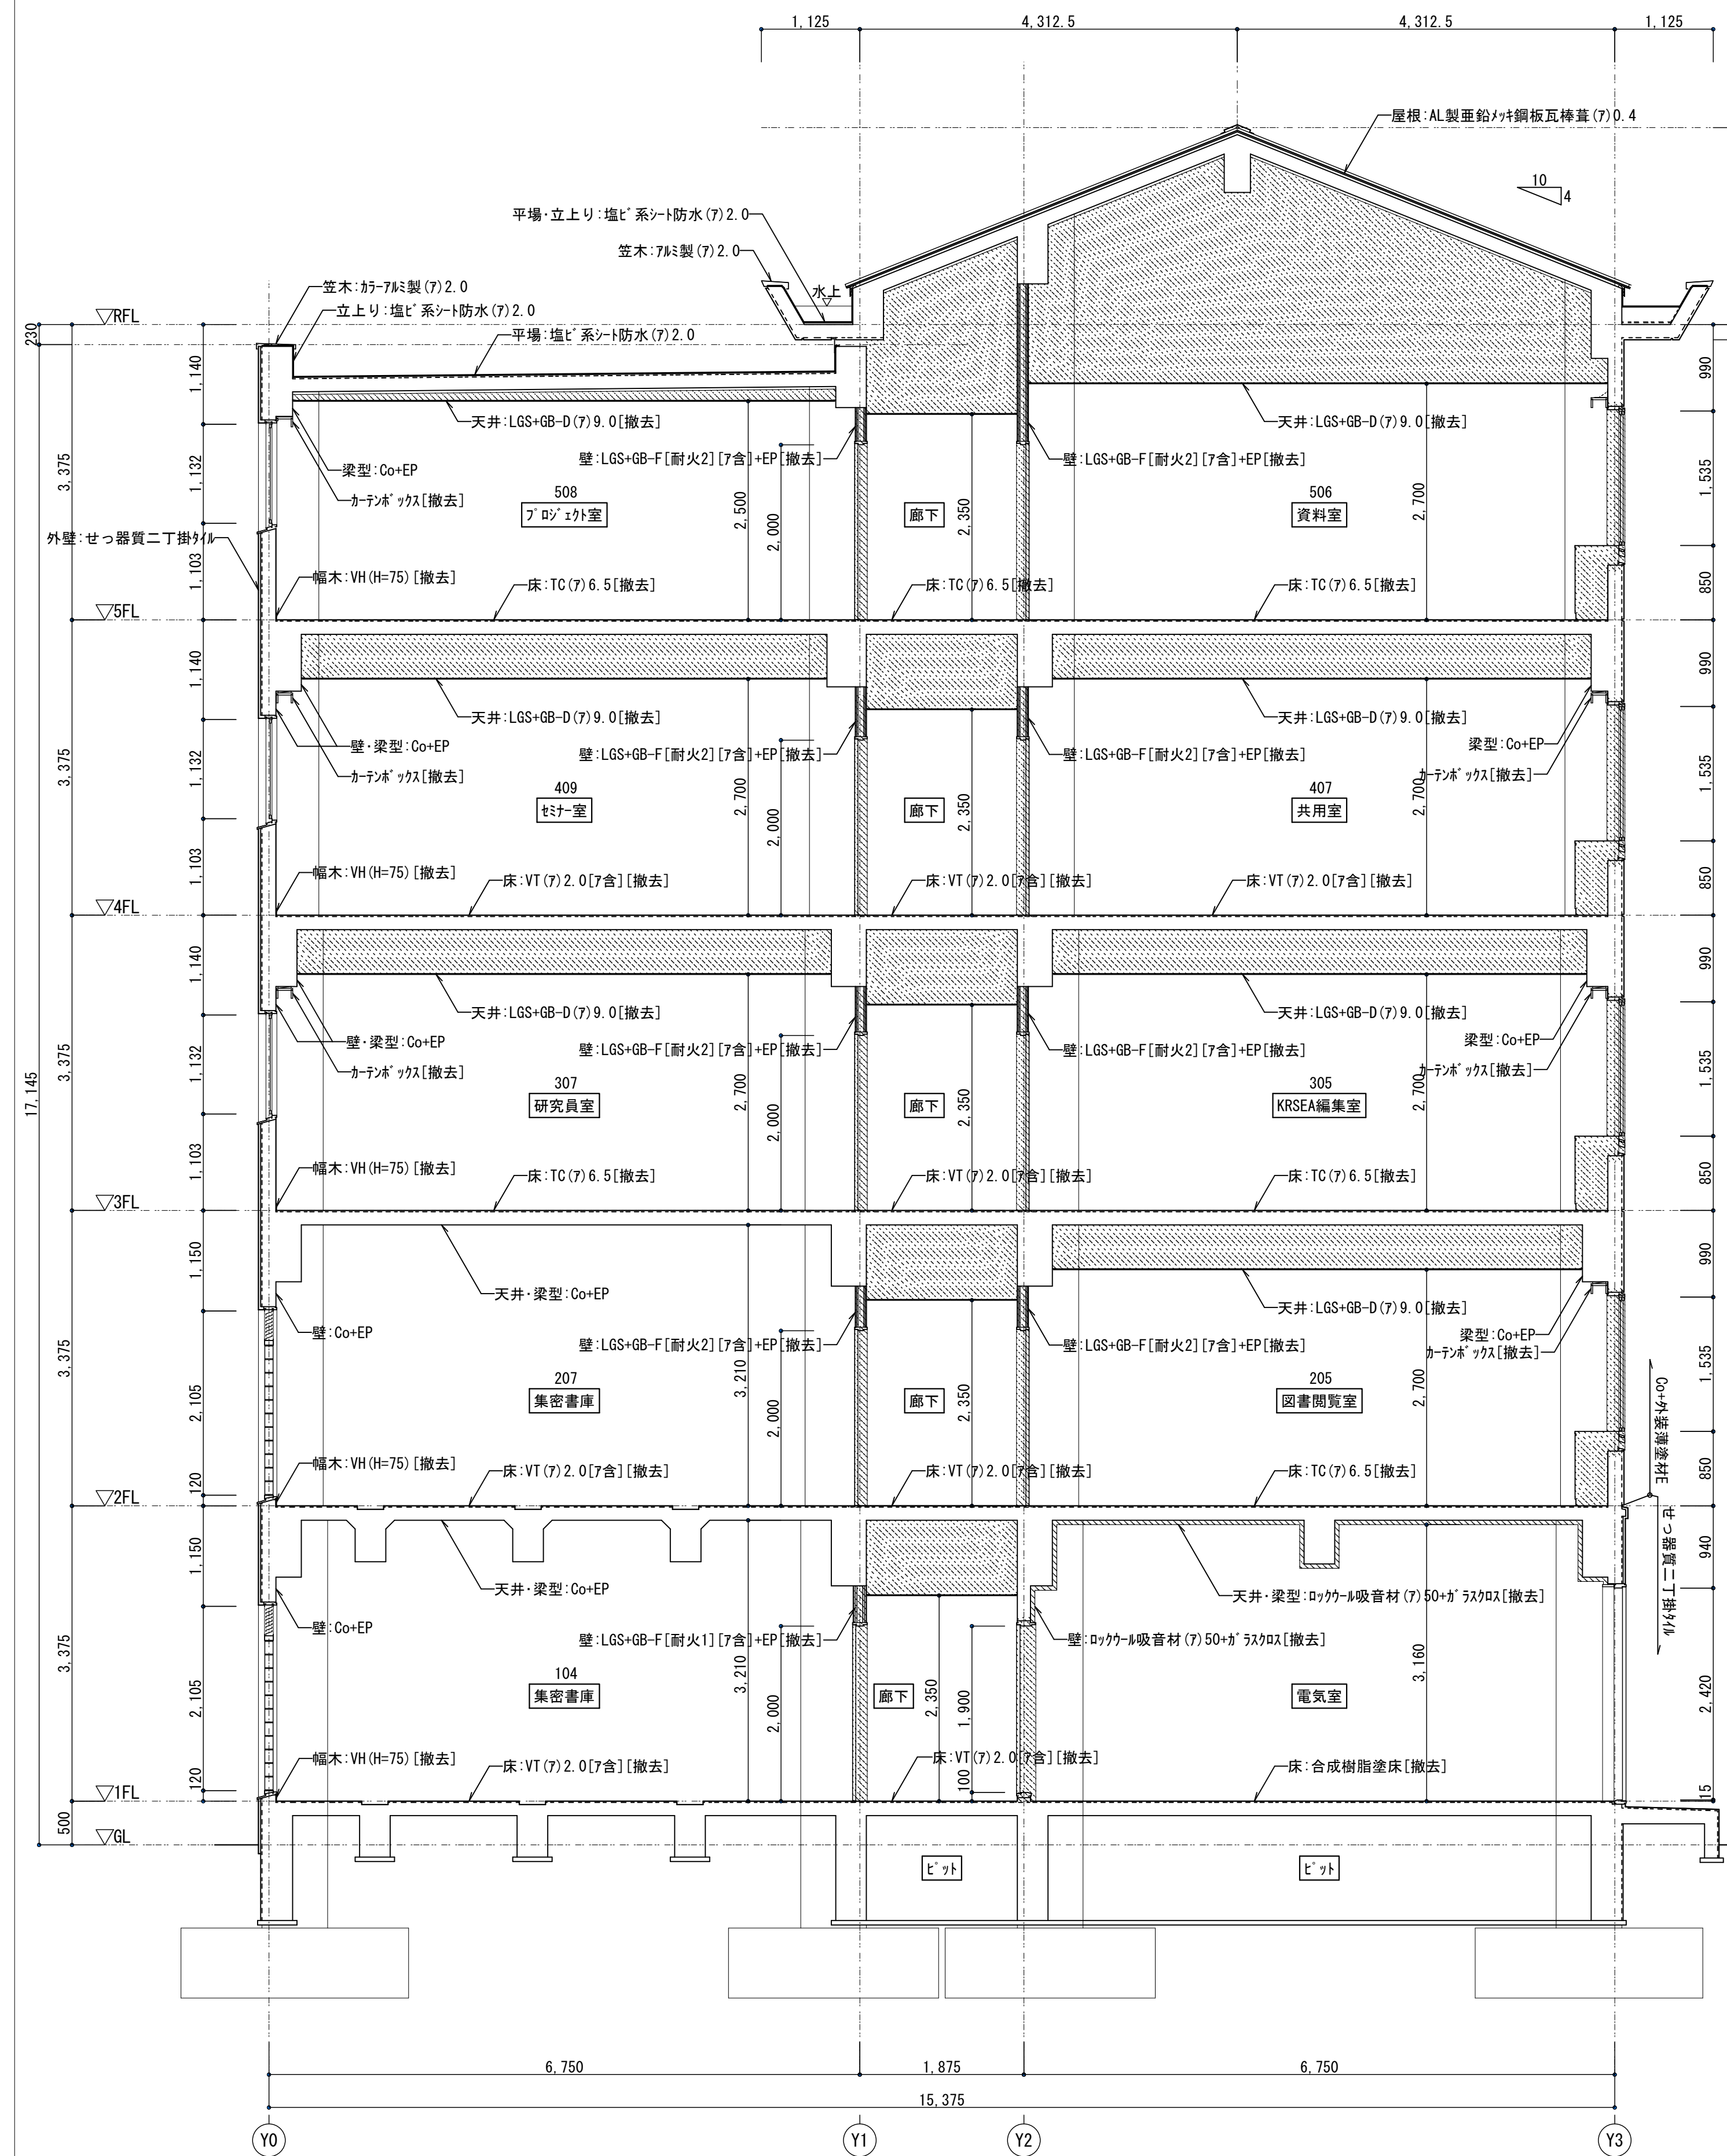 1,125
4,312.5
4,312.5
1,125
屋根:AL製亜鉛ﾒｯｷ鋼板瓦棒葺(ｱ)0.4
10
4
平場・立上り:塩ﾋﾞ系ｼｰﾄ防水(ｱ)2.0
笠木:ｱﾙﾐ製(ｱ)2.0
水上
笠木:ｶﾗｰｱﾙﾐ製(ｱ)2.0
立上り:塩ﾋﾞ系ｼｰﾄ防水(ｱ)2.0
平場:塩ﾋﾞ系ｼｰﾄ防水(ｱ)2.0
▽RFL
230
1,140
990
天井:LGS+GB-D(ｱ)9.0[撤去]
天井:LGS+GB-D(ｱ)9.0[撤去]
梁型:Co+EP
壁:LGS+GB-F[耐火2][ｱ含]+EP[撤去]
壁:LGS+GB-F[耐火2][ｱ含]+EP[撤去]
カーテンボックス[撤去]
3,375
1,132
508
プロジェクト室
2,500
2,000
廊下
2,350
506
資料室
2,700
1,535
外壁:せっ器質二丁掛ﾀｲﾙ
1,103
幅木:VH(H=75)[撤去]
床:TC(ｱ)6.5[撤去]
床:TC(ｱ)6.5[撤去]
床:TC(ｱ)6.5[撤去]
850
▽5FL
1,140
990
天井:LGS+GB-D(ｱ)9.0[撤去]
天井:LGS+GB-D(ｱ)9.0[撤去]
壁・梁型:Co+EP
壁:LGS+GB-F[耐火2][ｱ含]+EP[撤去]
壁:LGS+GB-F[耐火2][ｱ含]+EP[撤去]
梁型:Co+EP
カーテンボックス[撤去]
カーテンボックス[撤去]
3,375
1,132
409
セミナー室
2,700
2,000
廊下
2,350
407
共用室
2,700
1,535
1,103
幅木:VH(H=75)[撤去]
床:VT(ｱ)2.0[ｱ含][撤去]
床:VT(ｱ)2.0[ｱ含][撤去]
床:VT(ｱ)2.0[ｱ含][撤去]
850
▽4FL
1,140
990
天井:LGS+GB-D(ｱ)9.0[撤去]
天井:LGS+GB-D(ｱ)9.0[撤去]
壁・梁型:Co+EP
壁:LGS+GB-F[耐火2][ｱ含]+EP[撤去]
壁:LGS+GB-F[耐火2][ｱ含]+EP[撤去]
梁型:Co+EP
カーテンボックス[撤去]
カーテンボックス[撤去]
17,145
3,375
1,132
307
研究員室
2,700
2,000
廊下
2,350
305
KRSEA編集室
2,700
1,535
1,103
幅木:VH(H=75)[撤去]
床:TC(ｱ)6.5[撤去]
床:VT(ｱ)2.0[ｱ含][撤去]
床:TC(ｱ)6.5[撤去]
850
▽3FL
1,150
990
天井・梁型:Co+EP
天井:LGS+GB-D(ｱ)9.0[撤去]
壁:Co+EP
壁:LGS+GB-F[耐火2][ｱ含]+EP[撤去]
壁:LGS+GB-F[耐火2][ｱ含]+EP[撤去]
梁型:Co+EP
カーテンボックス[撤去]
3,375
2,105
207
集密書庫
3,210
2,000
廊下
2,350
205
図書閲覧室
2,700
1,535
Co+外装薄塗材E
120
幅木:VH(H=75)[撤去]
床:VT(ｱ)2.0[ｱ含][撤去]
床:VT(ｱ)2.0[ｱ含][撤去]
床:TC(ｱ)6.5[撤去]
850
▽2FL
せっ器質二丁掛ﾀｲﾙ
1,150
940
天井・梁型:Co+EP
天井・梁型:ﾛｯｸｳｰﾙ吸音材(ｱ)50+ｶﾞﾗｽｸﾛｽ[撤去]
壁:Co+EP
壁:LGS+GB-F[耐火1][ｱ含]+EP[撤去]
壁:ﾛｯｸｳｰﾙ吸音材(ｱ)50+ｶﾞﾗｽｸﾛｽ[撤去]
3,375
2,105
104
集密書庫
3,210
2,000
廊下
2,350
1,900
電気室
3,160
2,420
120
幅木:VH(H=75)[撤去]
床:VT(ｱ)2.0[ｱ含][撤去]
床:VT(ｱ)2.0[ｱ含][撤去]
100
床:合成樹脂塗床[撤去]
15
▽1FL
500
▽GL
ピット
ピット
6,750
1,875
6,750
15,375
Y0
Y1
Y2
Y3